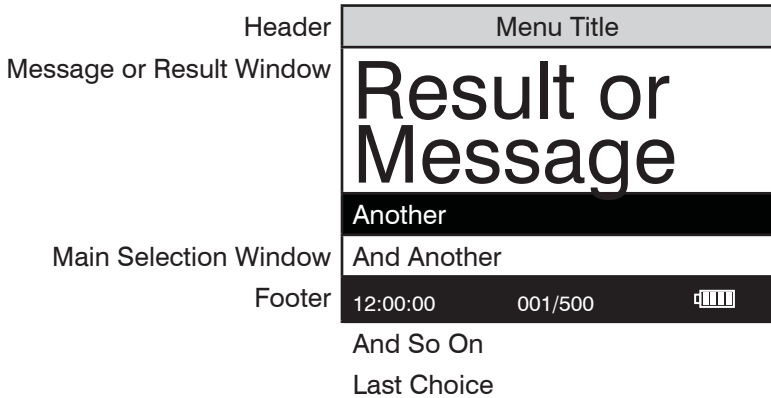 Header
Menu Title
Message or Result Window
Result or
Message
Another
Main Selection Window
And Another
Footer
12:00:00 001/500
And So On
Last Choice